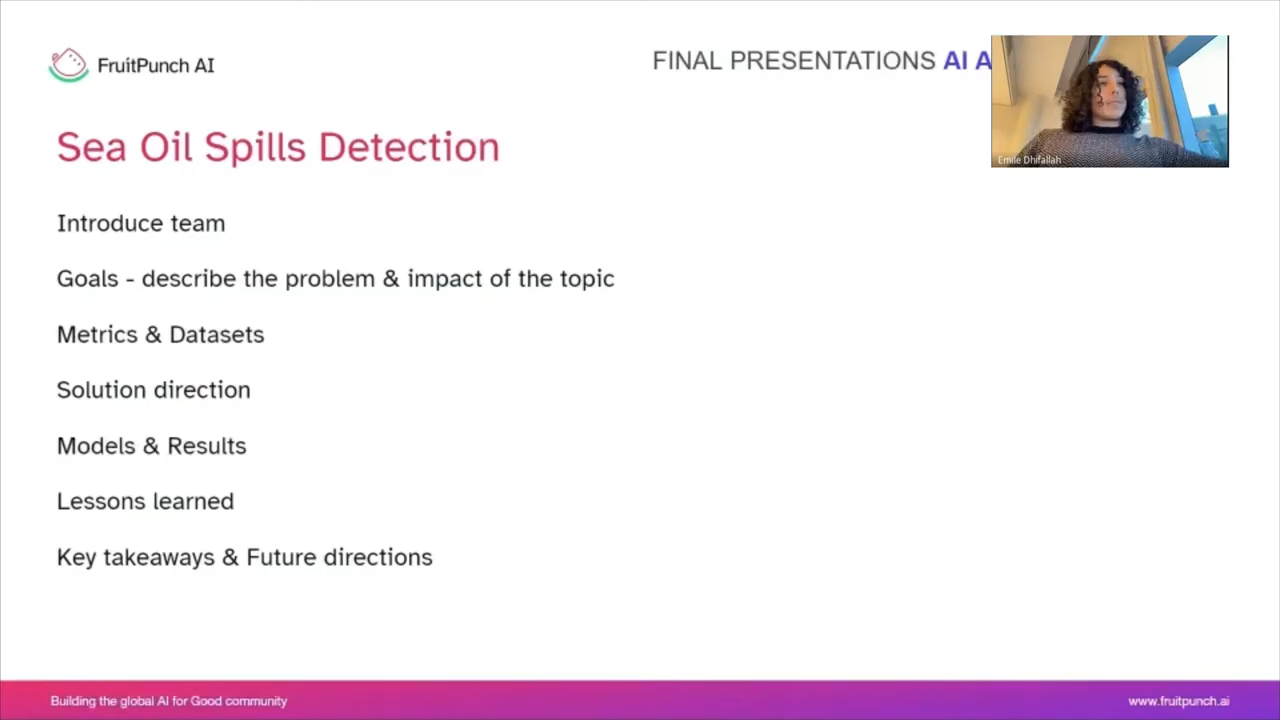 FruitPunch AI
FINAL PRESENTATIONS AI A
Emile Dhifallah
Sea Oil Spills Detection
Introduce team
Goals - describe the problem & impact of the topic
Metrics & Datasets
Solution direction
Models & Results
Lessons learned
Key takeaways & Future directions
Building the global AI for Good community
www.fruitpunch.ai